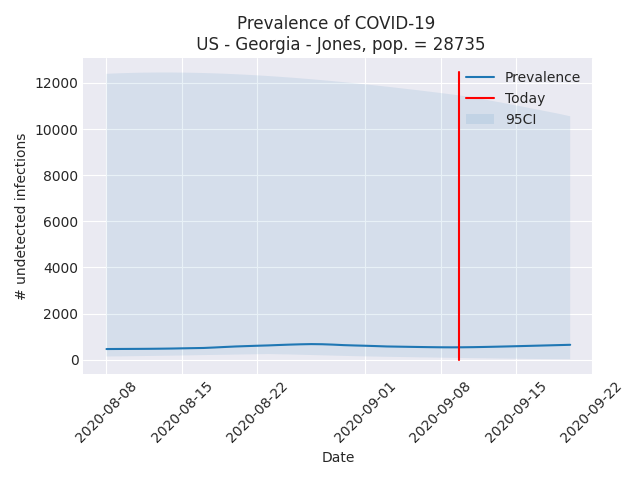 Prevalence of COVID-19
US - Georgia - Jones, pop. = 28735
Prevalence
Today
95CI
# undetected infections
12000
10000
8000
6000
4000
2000
0
2020-08-08
2020-08-15
2020-08-22
2020-09-01
2020-09-08
2020-09-15
2020-09-22
Date